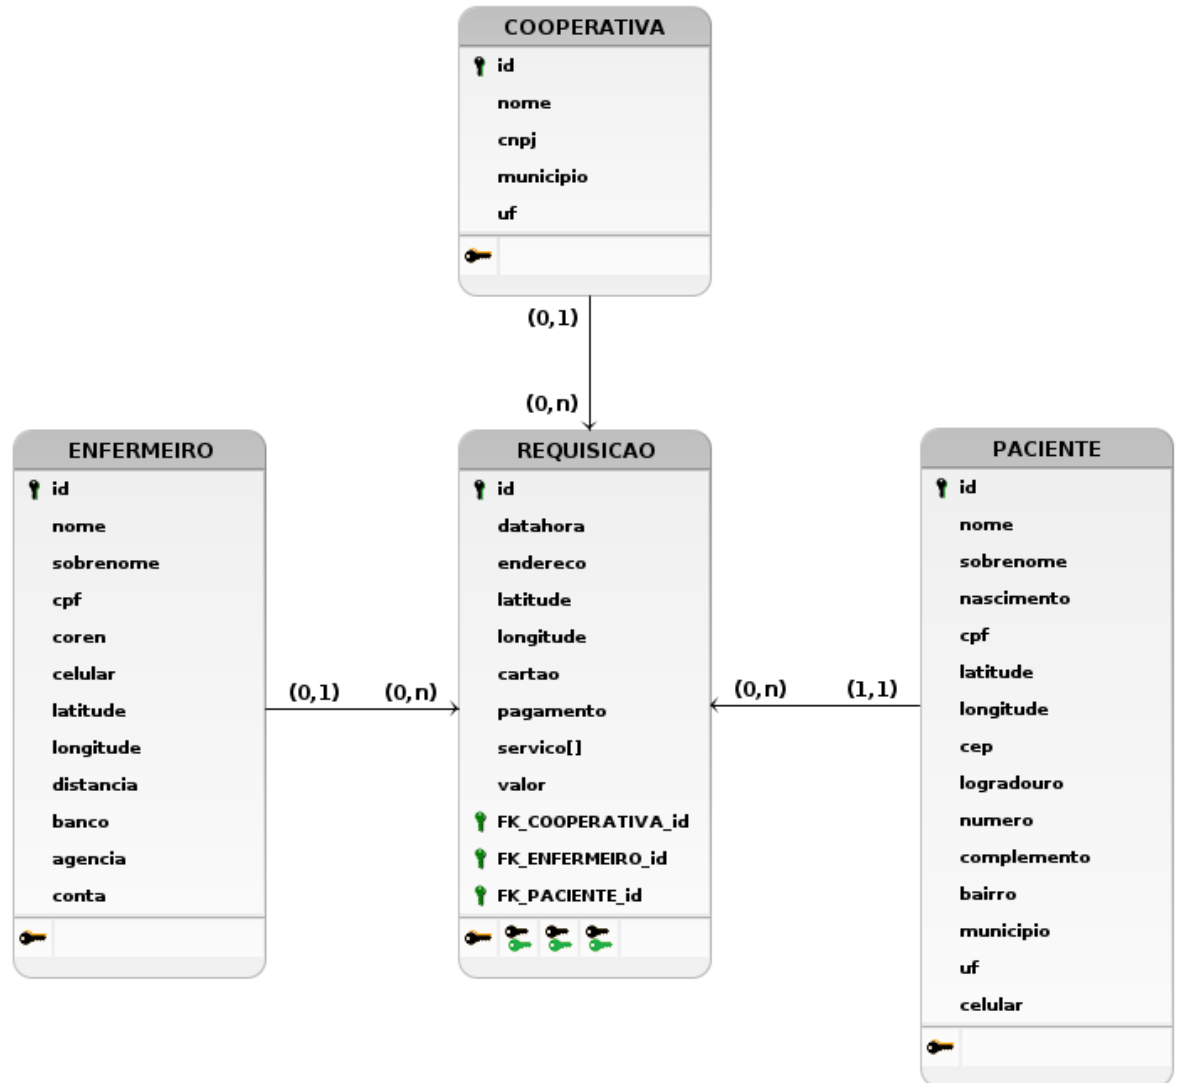 COOPERATIVA
id
nome
cnpj
municipio
uf
(0,1)
(0,n)
ENFERMEIRO
id
nome
sobrenome
cpf
coren
celular
latitude
longitude
distancia
banco
agencia
conta
(0,1)
(0,n)
REQUISICAO
id
datahora
endereco
latitude
longitude
cartao
pagamento
servico[]
valor
FK_COOPERATIVA_id
FK_ENFERMEIRO_id
FK_PACIENTE_id
(0,n)
(1,1)
PACIENTE
id
nome
sobrenome
nascimento
cpf
latitude
longitude
cep
logradouro
numero
complemento
bairro
municipio
uf
celular